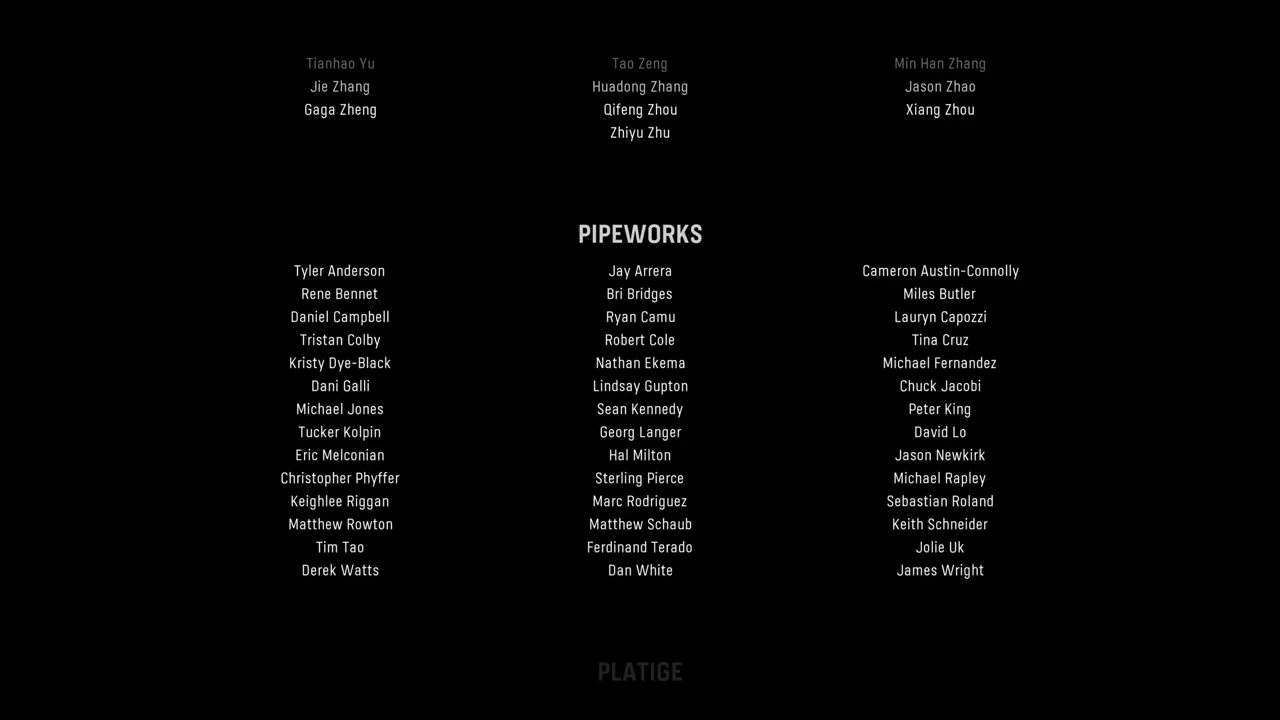 Tianhao Yu Tao Zeng Min Han Zhang
Jie Zhang Huadong Zhang Jason Zhao
Gaga Zheng Qifeng Zhou Xiang Zhou
Zhiyu Zhu
PIPEWORKS
Tyler Anderson Jay Arrera Cameron Austin-Connolly
Rene Bennet Bri Bridges Miles Butler
Daniel Campbell Ryan Camu Lauryn Capozzi
Tristan Colby Robert Cole Tina Cruz
Kristy Dye-Black Nathan Ekema Michael Fernandez
Dani Galli Lindsay Gupton Chuck Jacobi
Michael Jones Sean Kennedy Peter King
Tucker Kolpin Georg Langer David Lo
Eric Melconian Hal Milton Jason Newkirk
Christopher Phyffer Sterling Pierce Michael Rapley
Keighlee Riggan Marc Rodriguez Sebastian Roland
Matthew Rowton Matthew Schaub Keith Schneider
Tim Tao Ferdinand Terado Jolie Uk
Derek Watts Dan White James Wright
PLATIGE